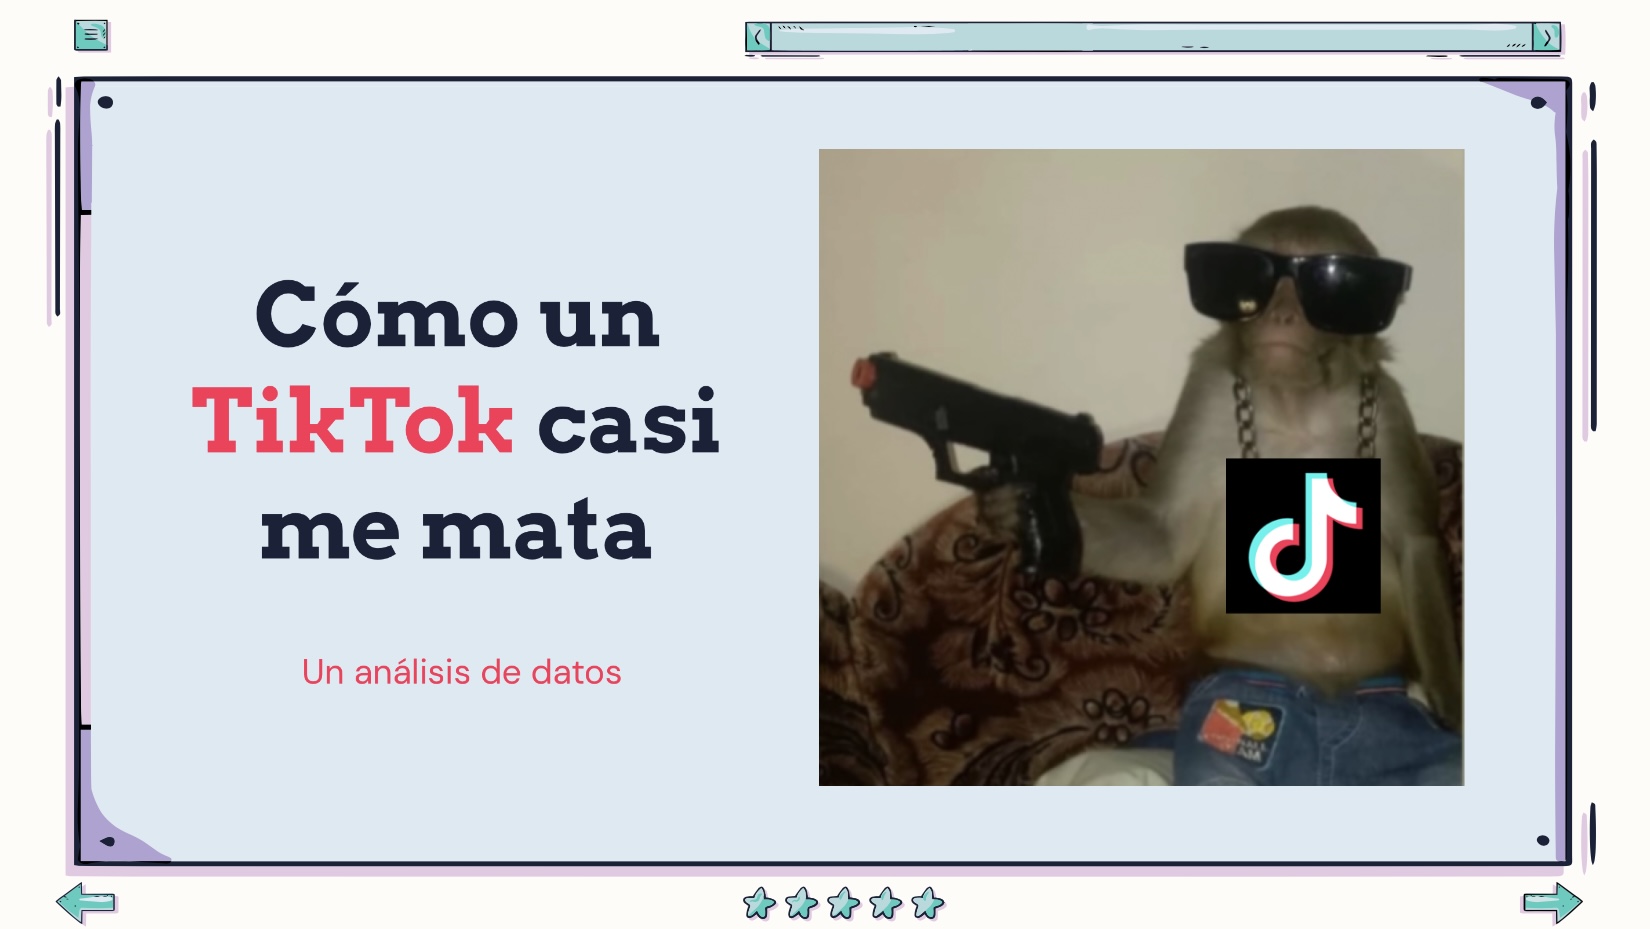 Cómo un
TikTok casi
me mata
Un análisis de datos